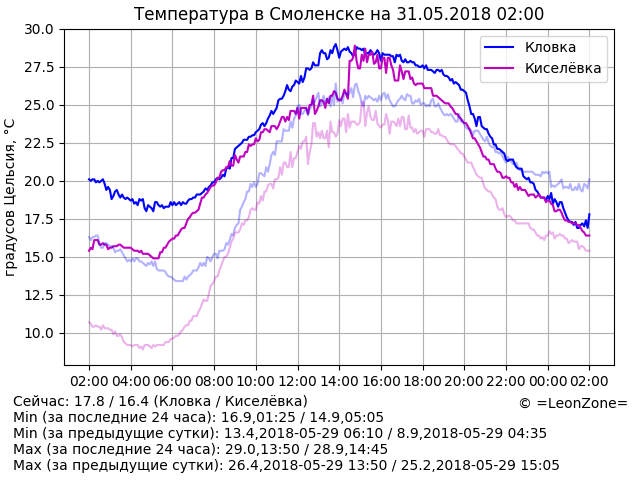 Температура в Смоленске на 31.05.2018 02:00
градусов Цельсия, °C
30.0
27.5
25.0
22.5
20.0
17.5
15.0
12.5
10.0
Кловка
Киселёвка
02:00 04:00 06:00 08:00 10:00 12:00 14:00 16:00 18:00 20:00 22:00 00:00 02:00
Сейчас: 17.8 / 16.4 (Кловка / Киселёвка)
© =LeonZone=
Min (за последние 24 часа): 16.9,01:25 / 14.9,05:05
Min (за предыдущие сутки): 13.4,2018-05-29 06:10 / 8.9,2018-05-29 04:35
Max (за последние 24 часа): 29.0,13:50 / 28.9,14:45
Max (за предыдущие сутки): 26.4,2018-05-29 13:50 / 25.2,2018-05-29 15:05